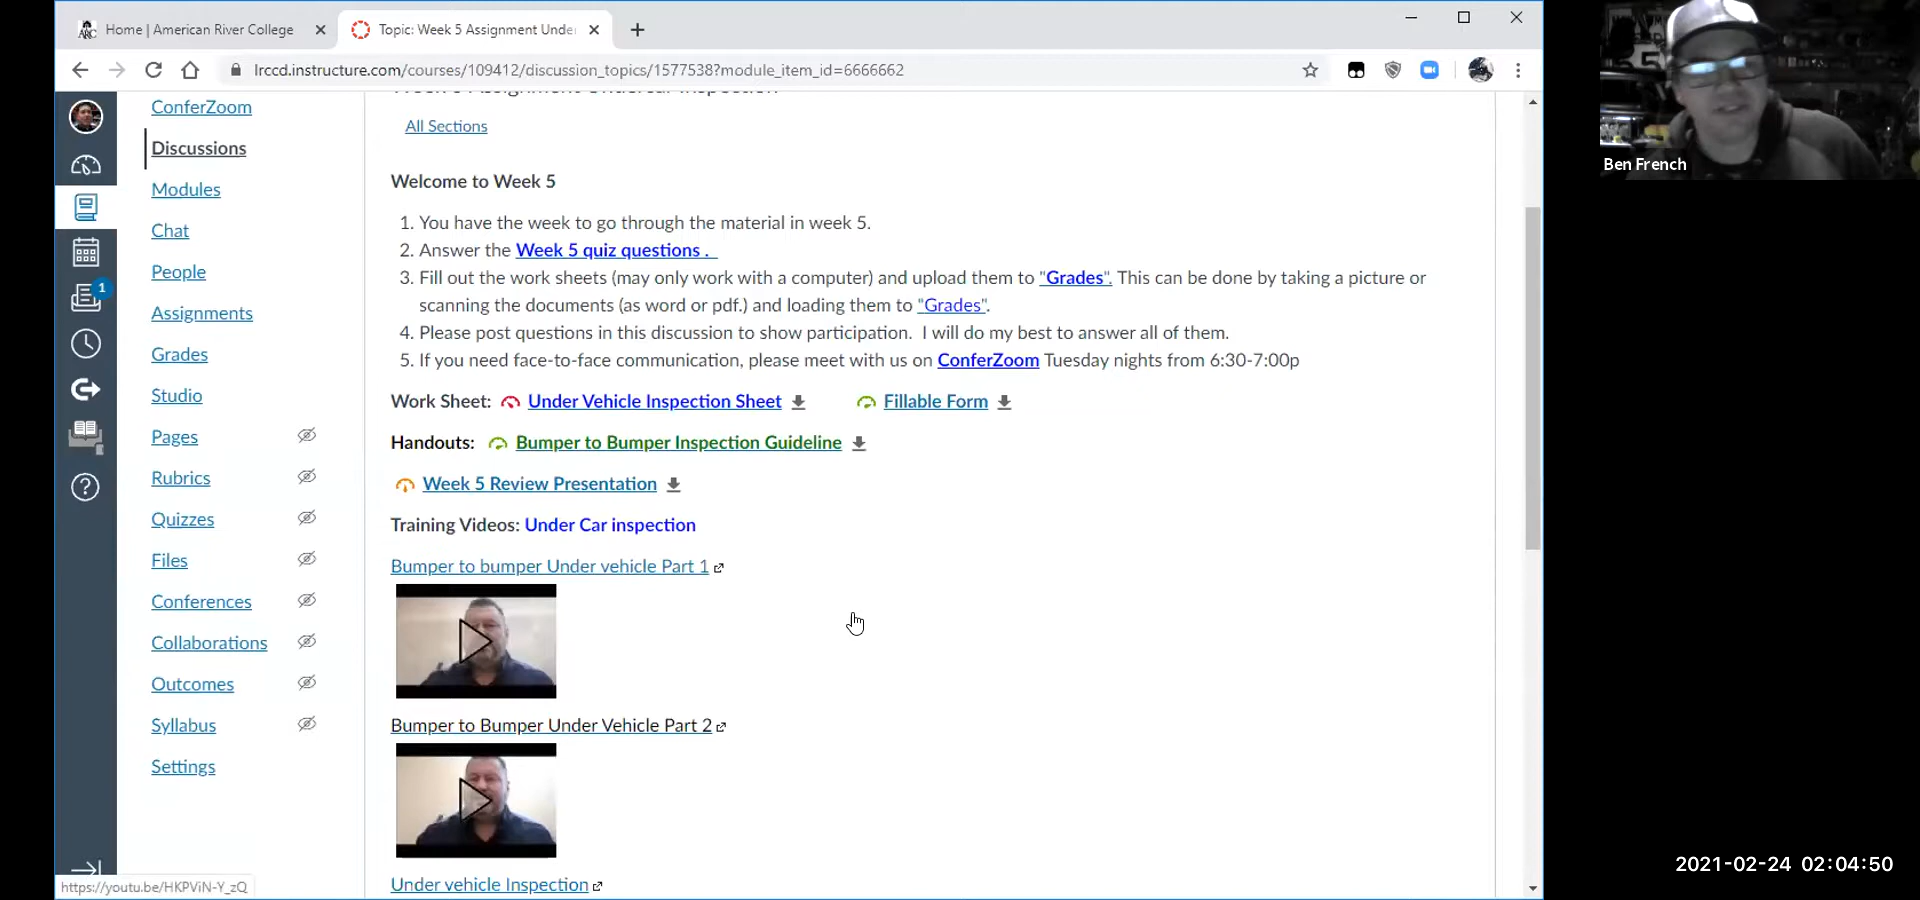 Home | American River College
Topic: Week 5 Assignment Unde
lrccd.instructure.com/courses/109412/discussion_topics/1577538?module_item_id=6666662
ConferZoom
Discussions
Modules
Chat
People
Assignments
Grades
Studio
Pages
Rubrics
Quizzes
Files
Conferences
Collaborations
Outcomes
Syllabus
Settings
1
Week 5 Assignment Undercar Inspection
All Sections
Welcome to Week 5
1. You have the week to go through the material in week 5.
2. Answer the Week 5 quiz questions .
3. Fill out the work sheets (may only work with a computer) and upload them to "Grades". This can be done by taking a picture or
scanning the documents (as word or pdf.) and loading them to "Grades".
4. Please post questions in this discussion to show participation. I will do my best to answer all of them.
5. If you need face-to-face communication, please meet with us on ConferZoom Tuesday nights from 6:30-7:00p
Work Sheet: Under Vehicle Inspection Sheet Fillable Form
Handouts: Bumper to Bumper Inspection Guideline
Week 5 Review Presentation
Training Videos: Under Car inspection
Bumper to bumper Under vehicle Part 1
Bumper to Bumper Under Vehicle Part 2
Under vehicle Inspection
https://youtu.be/HKPViN-Y_zQ
Ben French
2021-02-24 02:04:50